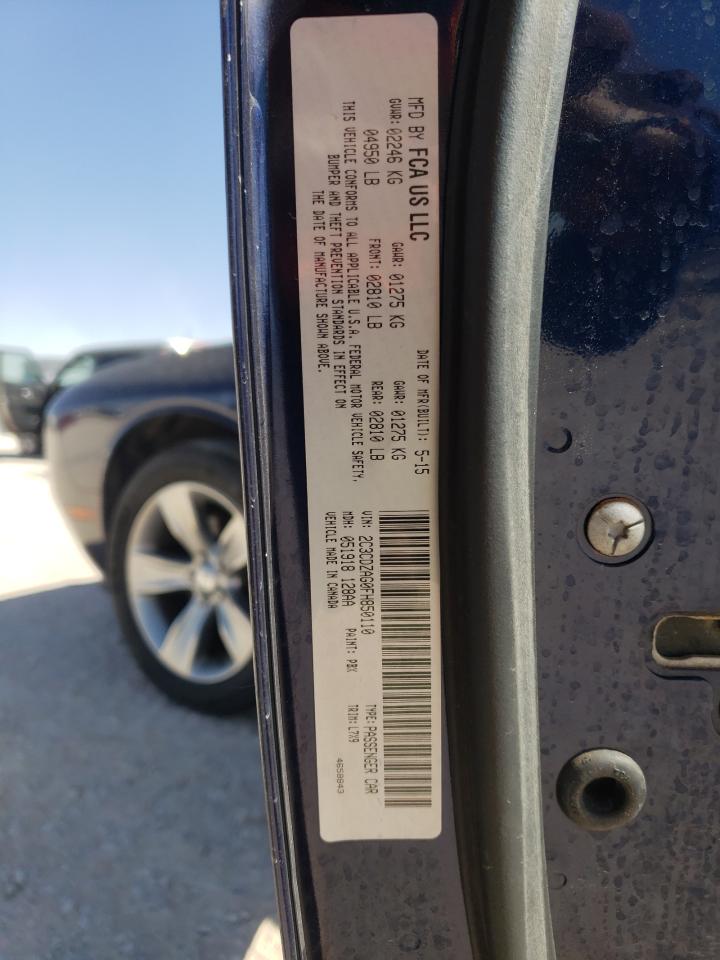 MFD BY FCA US LLC
DATE OF MFR(BUILT): 5-15
GVWR: 02246 KG GAWR: 01275 KG GAWR: 01275 KG
04950 LB FRONT: 02810 LB REAR: 02810 LB
THIS VEHICLE CONFORMS TO ALL APPLICABLE U.S.A. FEDERAL MOTOR VEHICLE SAFETY,
BUMPER AND THEFT PREVENTION STANDARDS IN EFFECT ON
THE DATE OF MANUFACTURE SHOWN ABOVE.
VIN: 2C3CDZAG0FH850110 TYPE: PASSENGER CAR
MDH: 051918 128AA PAINT: PBX TRIM: L7X9
VEHICLE MADE IN CANADA
4658843